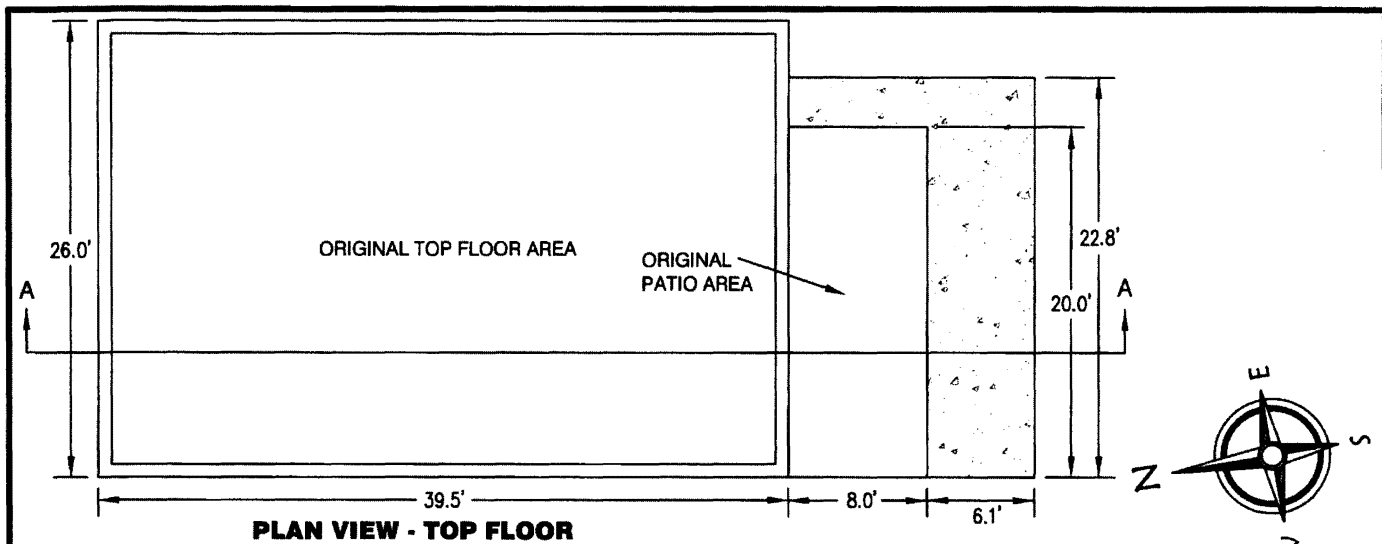 26.0'
ORIGINAL TOP FLOOR AREA
ORIGINAL
PATIO AREA
22.8'
20.0'
A
A
E
S
N
39.5'
8.0'
6.1'
PLAN VIEW - TOP FLOOR